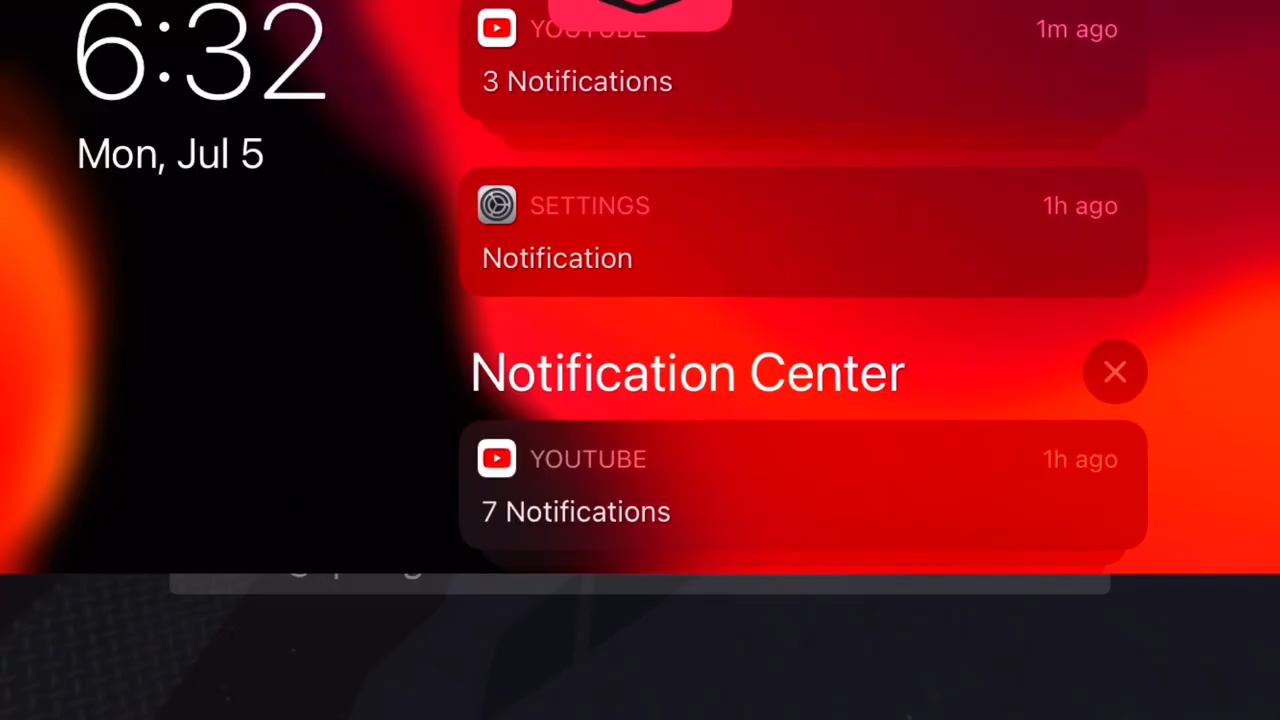 6:32
Mon, Jul 5
YOUTUBE
1m ago
3 Notifications
SETTINGS
1h ago
Notification
Notification Center
YOUTUBE
1h ago
7 Notifications